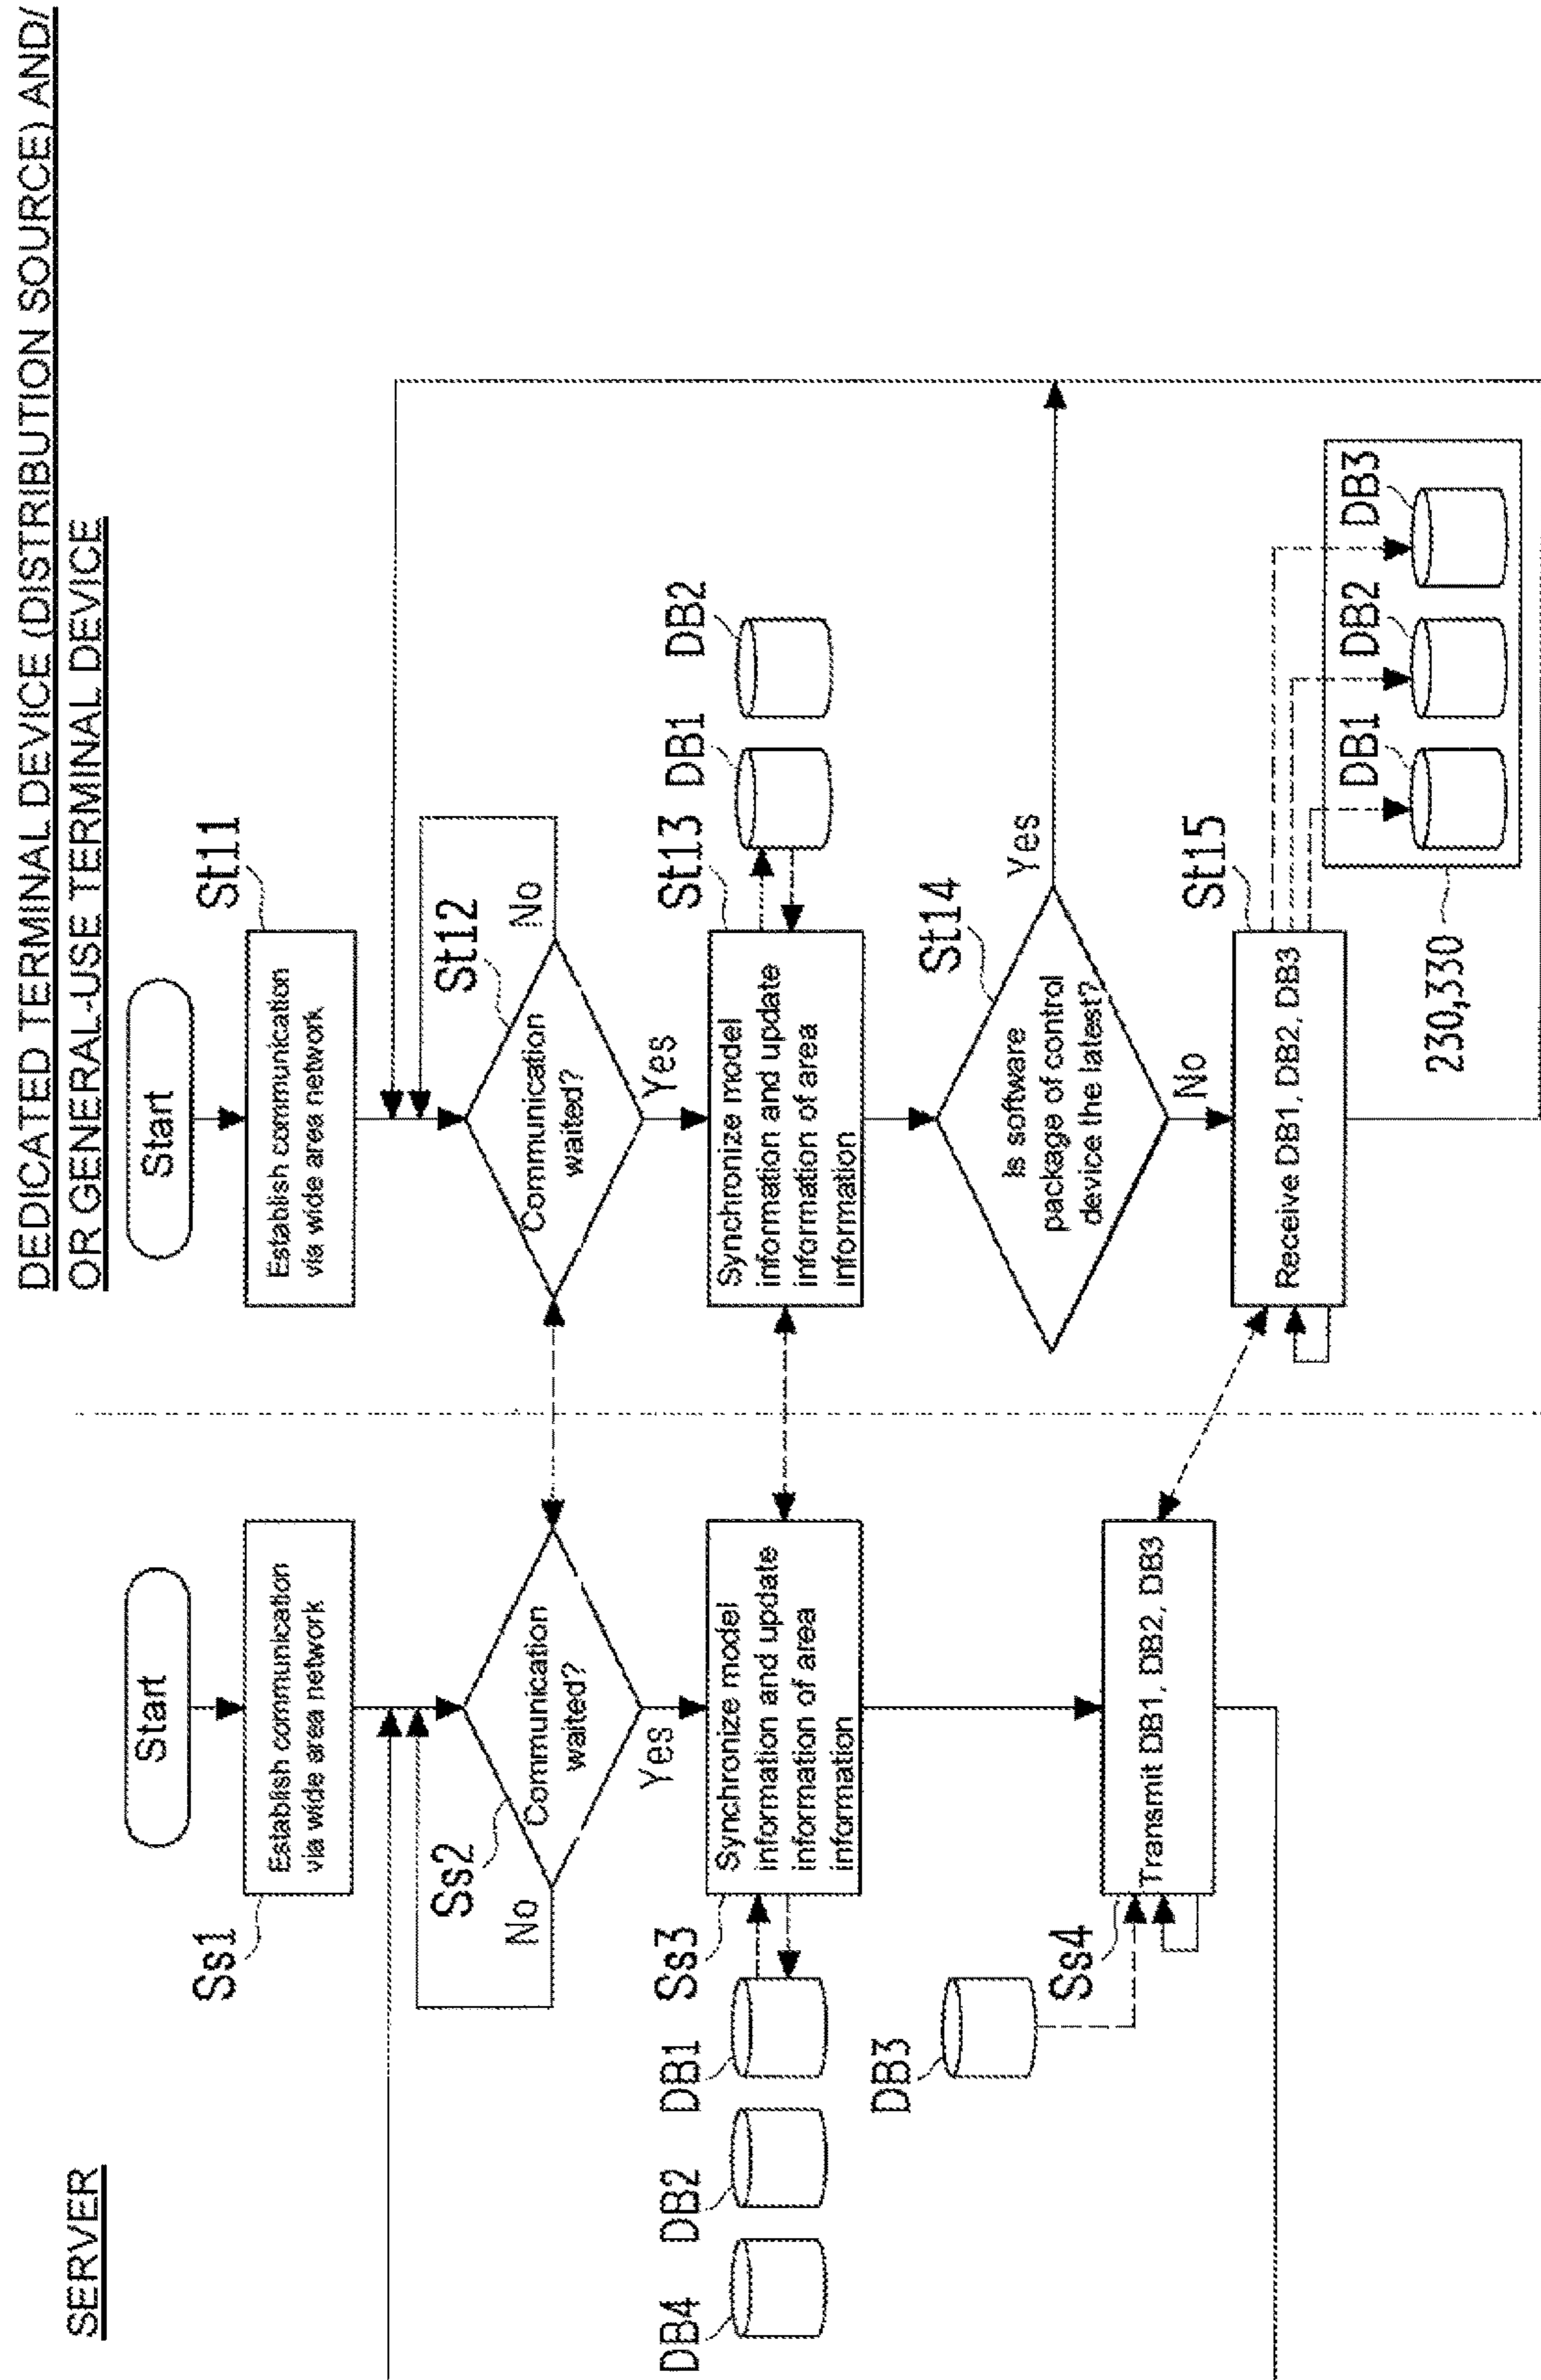 SERVER
DEDICATED TERMINAL DEVICE (DISTRIBUTION SOURCE) AND/
OR GENERAL-USE TERMINAL DEVICE
Start
Ss1
Establish communication
via wide area network
Ss2
Communication
waited?
No
Yes
DB4
DB2
DB1
Ss3
Synchronize model
information and update
information of area
information
DB3
Ss4
Transmit DB1, DB2, DB3
Start
St11
Establish communication
via wide area network
St12
Communication
waited?
No
Yes
St13
Synchronize model
information and update
information of area
information
DB1
DB2
St14
Is software
package of control
device the latest?
Yes
No
St15
Receive DB1, DB2, DB3
DB1
DB2
DB3
230,330